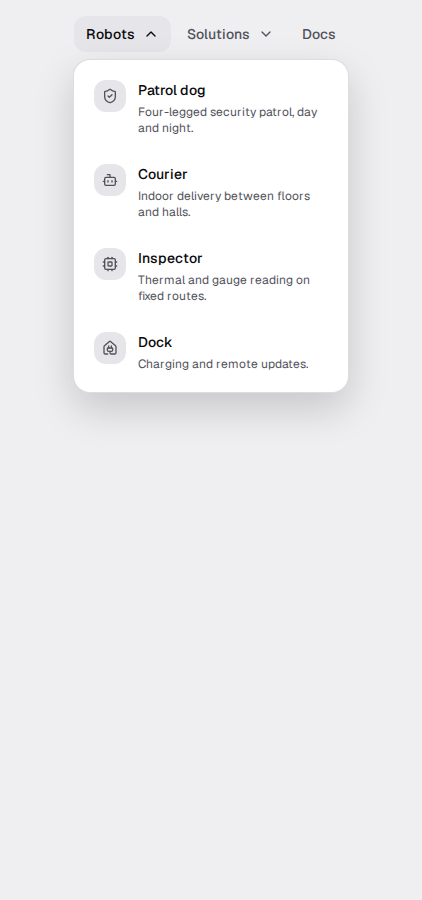 Robots
Solutions
Docs
Patrol dog
Four-legged security patrol, day
and night.
Courier
Indoor delivery between floors
and halls.
Inspector
Thermal and gauge reading on
fixed routes.
Dock
Charging and remote updates.